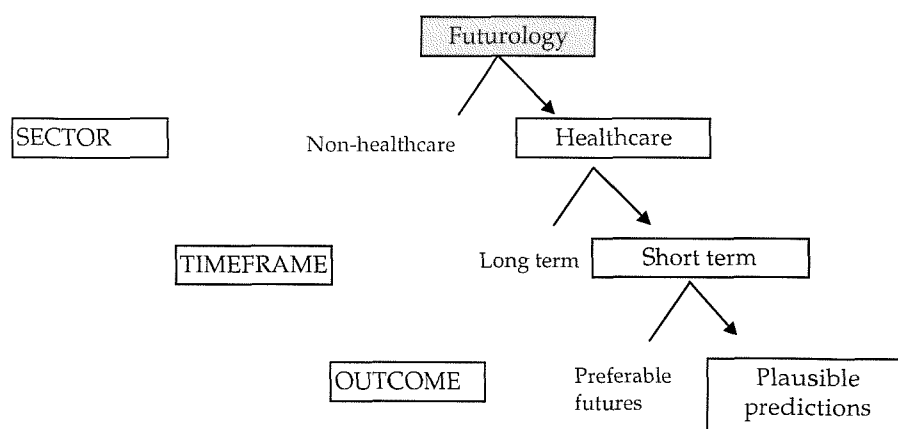 Futurology
SECTOR
Non-healthcare
Healthcare
TIMEFRAME
Long term
Short term
OUTCOME
Preferable
futures
Plausible
predictions